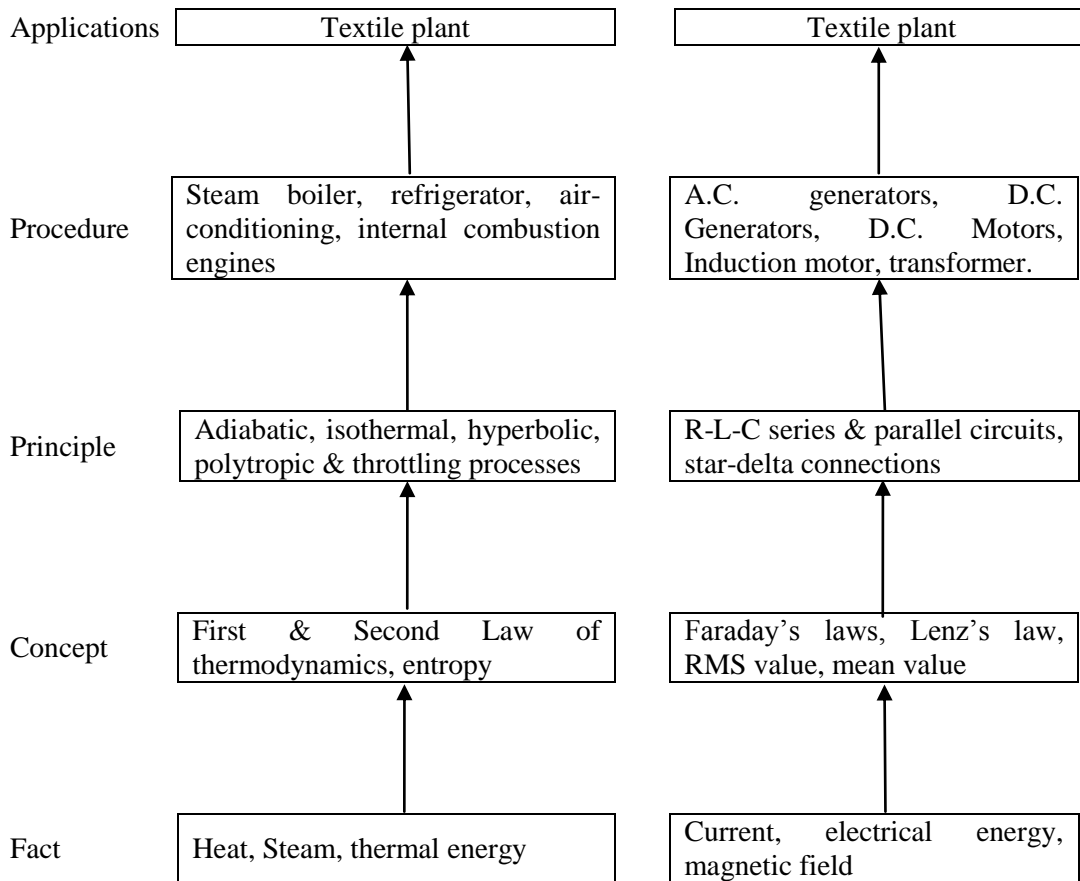 Applications
Textile plant
Textile plant
Procedure
Steam boiler, refrigerator, air-
conditioning, internal combustion
engines
A.C. generators, D.C.
Generators, D.C. Motors,
Induction motor, transformer.
Principle
Adiabatic, isothermal, hyperbolic,
polytropic & throttling processes
R-L-C series & parallel circuits,
star-delta connections
Concept
First & Second Law of
thermodynamics, entropy
Faraday’s laws, Lenz’s law,
RMS value, mean value
Fact
Heat, Steam, thermal energy
Current, electrical energy,
magnetic field